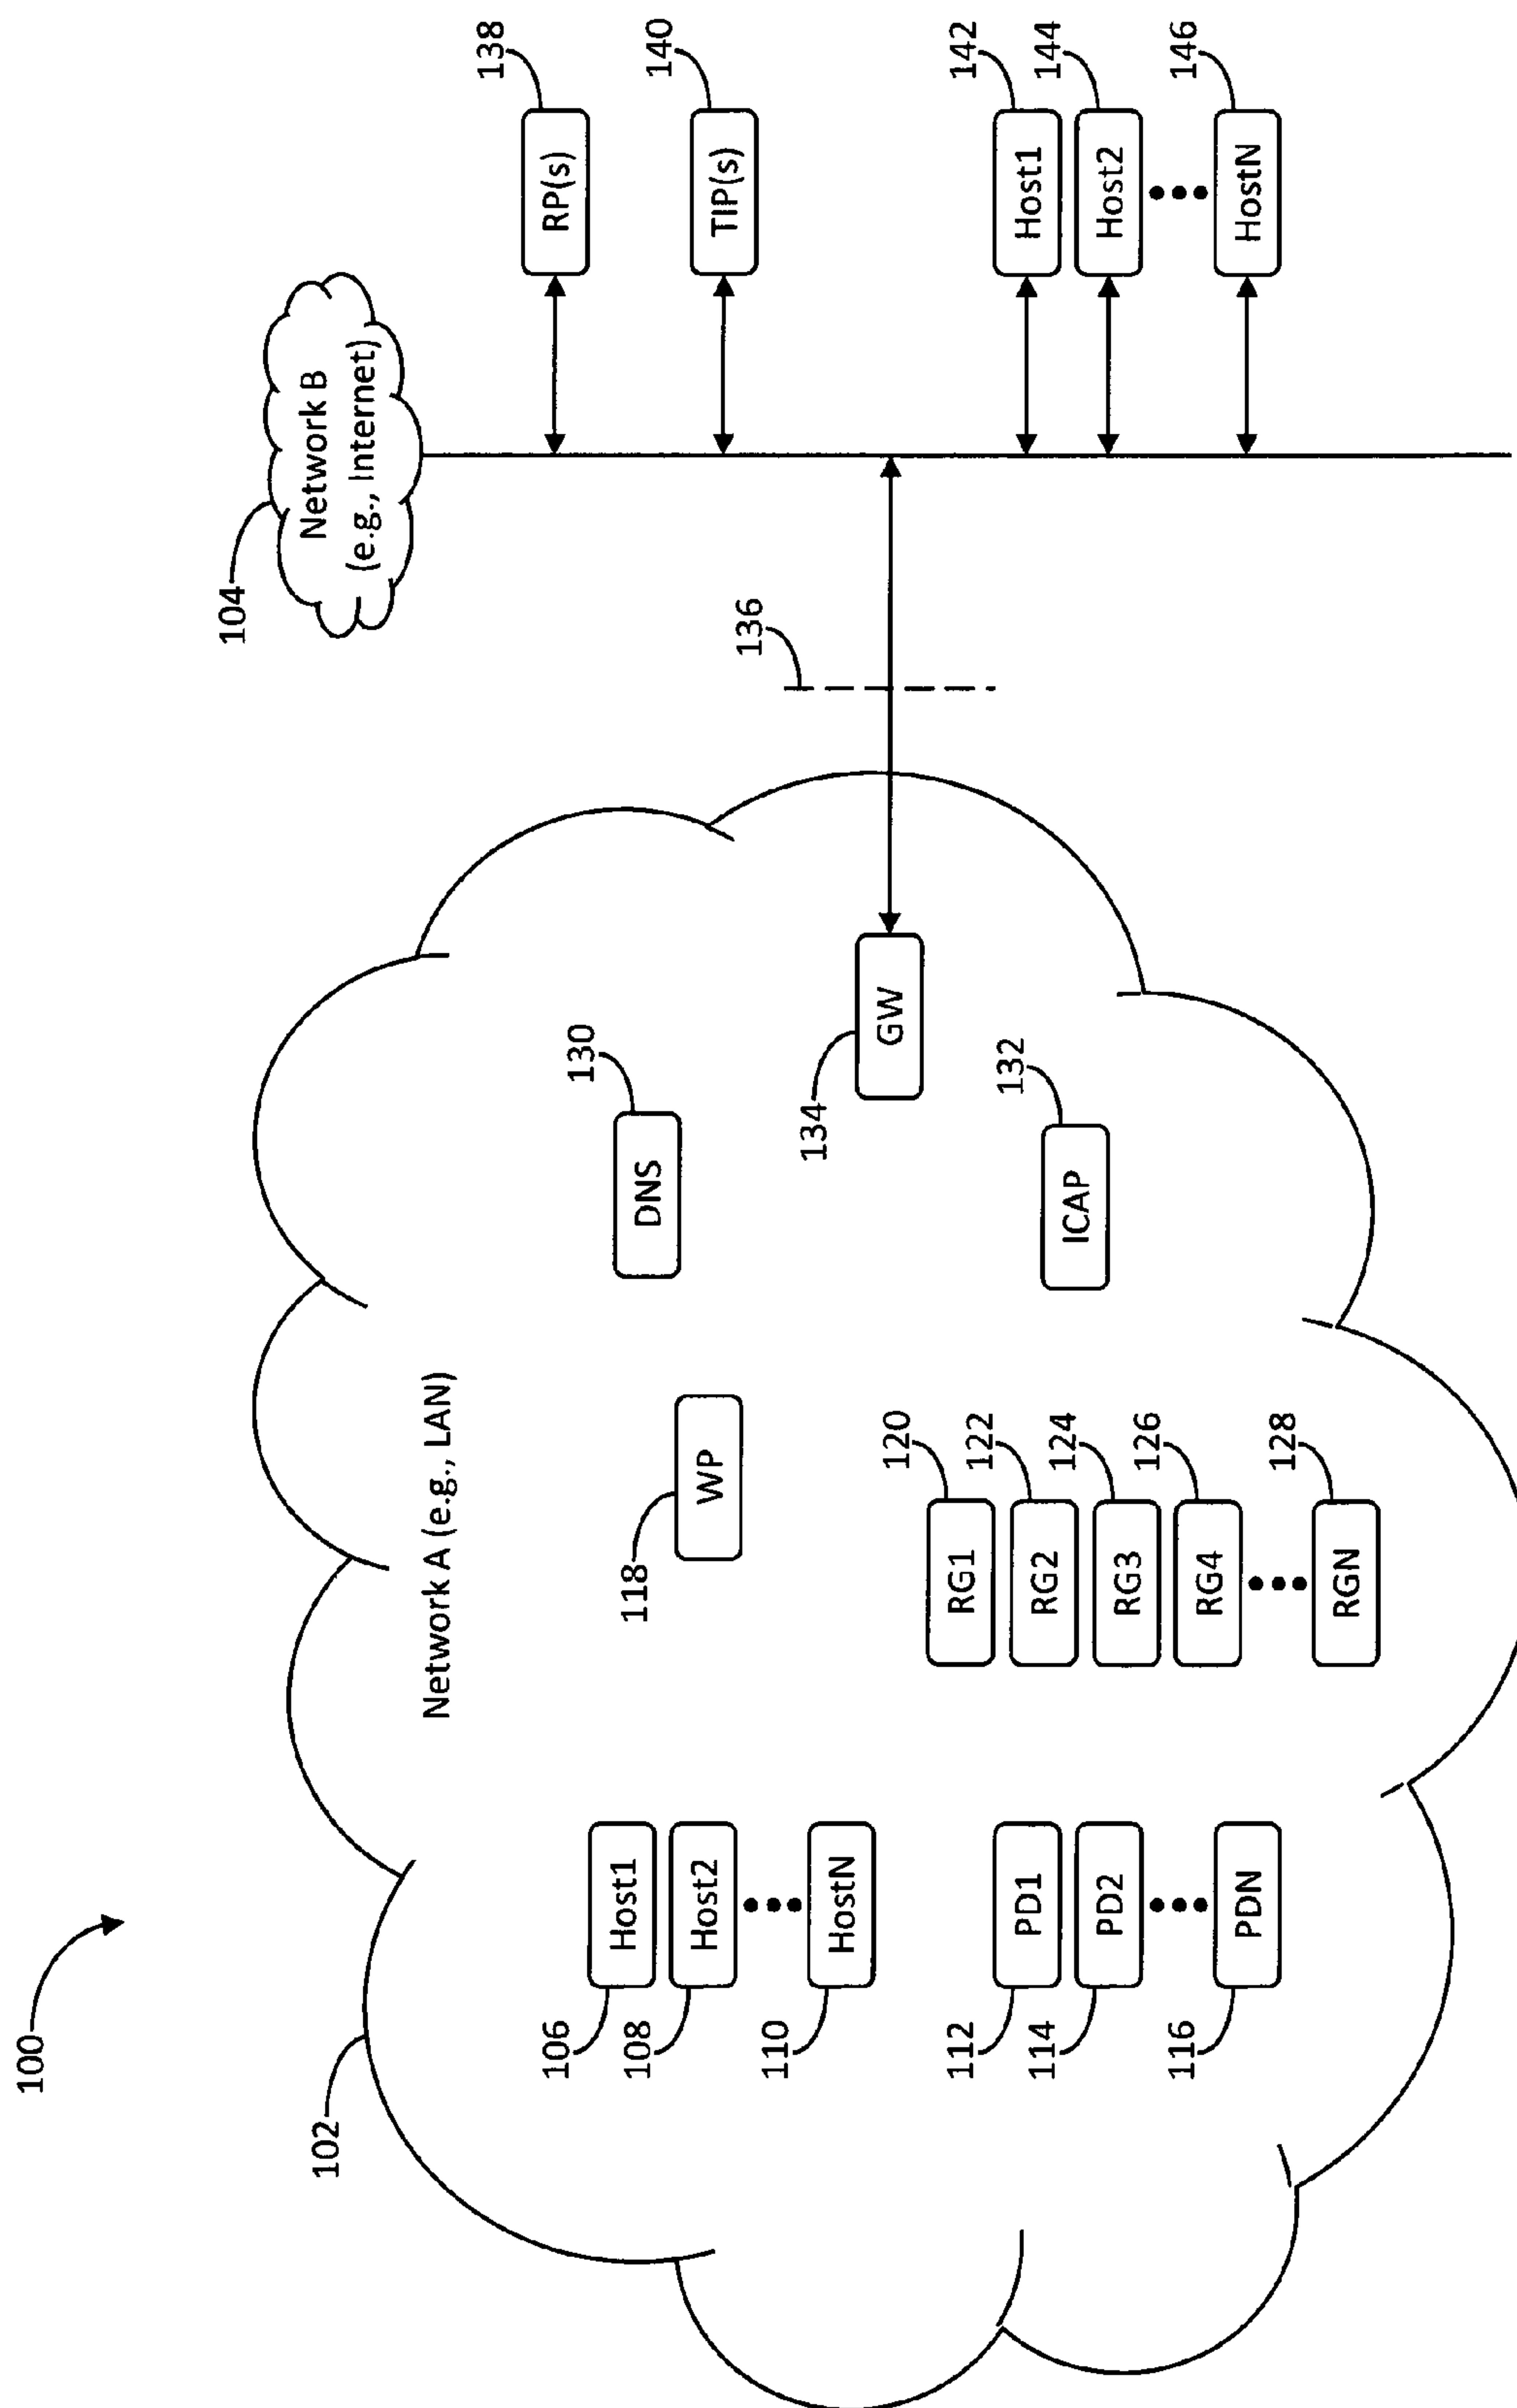 100
102
104
Network B
(e.g., Internet)
Network A (e.g., LAN)
106
Host1
108
Host2
110
HostN
112
PD1
114
PD2
116
PDN
118
WP
120
RG1
122
RG2
124
RG3
126
RG4
128
RGN
130
DNS
132
ICAP
134
GW
136
138
RP(s)
140
TIP(s)
142
Host1
144
Host2
146
HostN